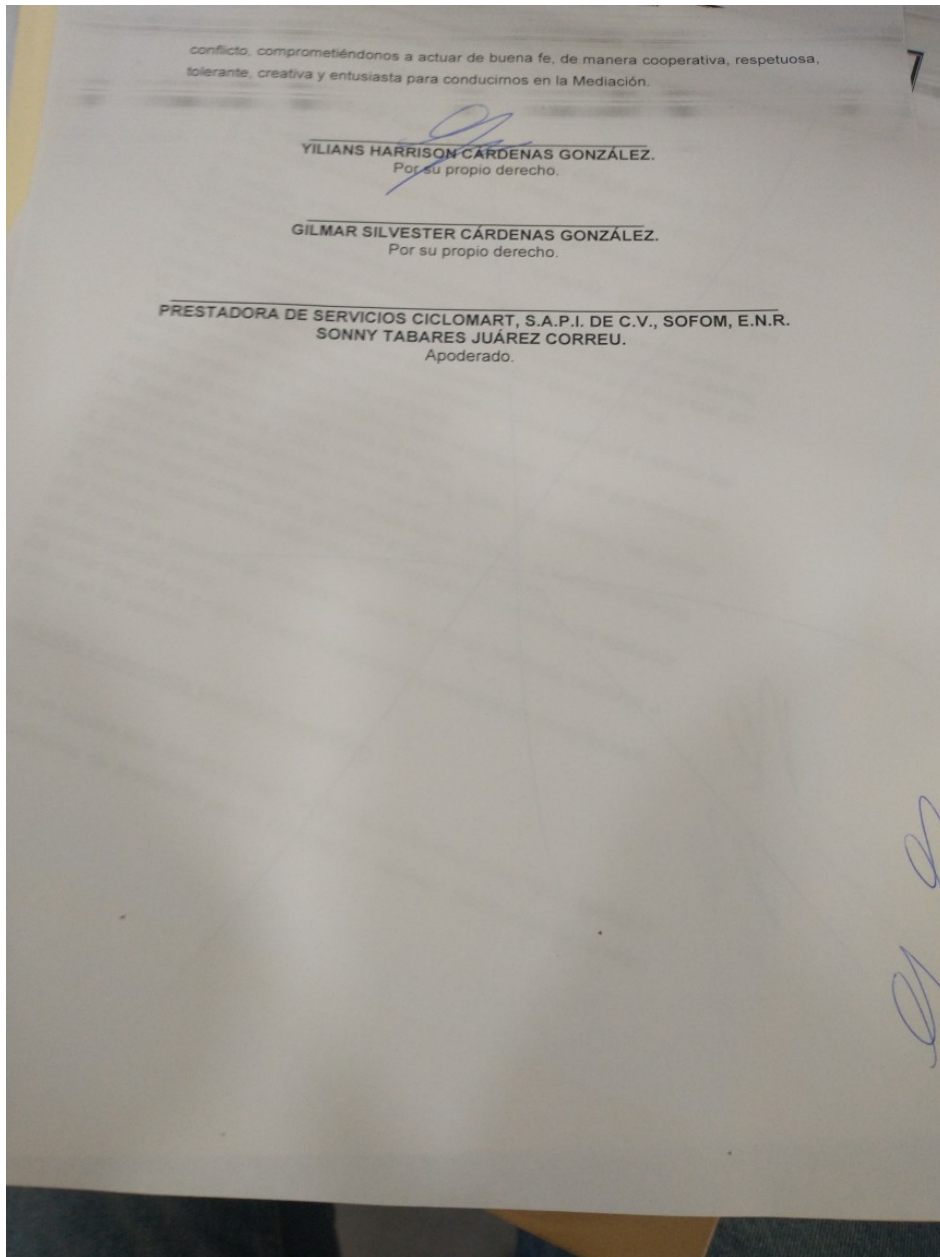 conflicto, comprometiéndonos a actuar de buena fe, de manera cooperativa, respetuosa,
tolerante, creativa y entusiasta para conducirnos en la Mediación.
YILIANS HARRISON CÁRDENAS GONZÁLEZ.
Por su propio derecho.
GILMAR SILVESTER CÁRDENAS GONZÁLEZ.
Por su propio derecho.
PRESTADORA DE SERVICIOS CICLOMART, S.A.P.I. DE C.V., SOFOM, E.N.R.
SONNY TABARES JUÁREZ CORREU.
Apoderado.